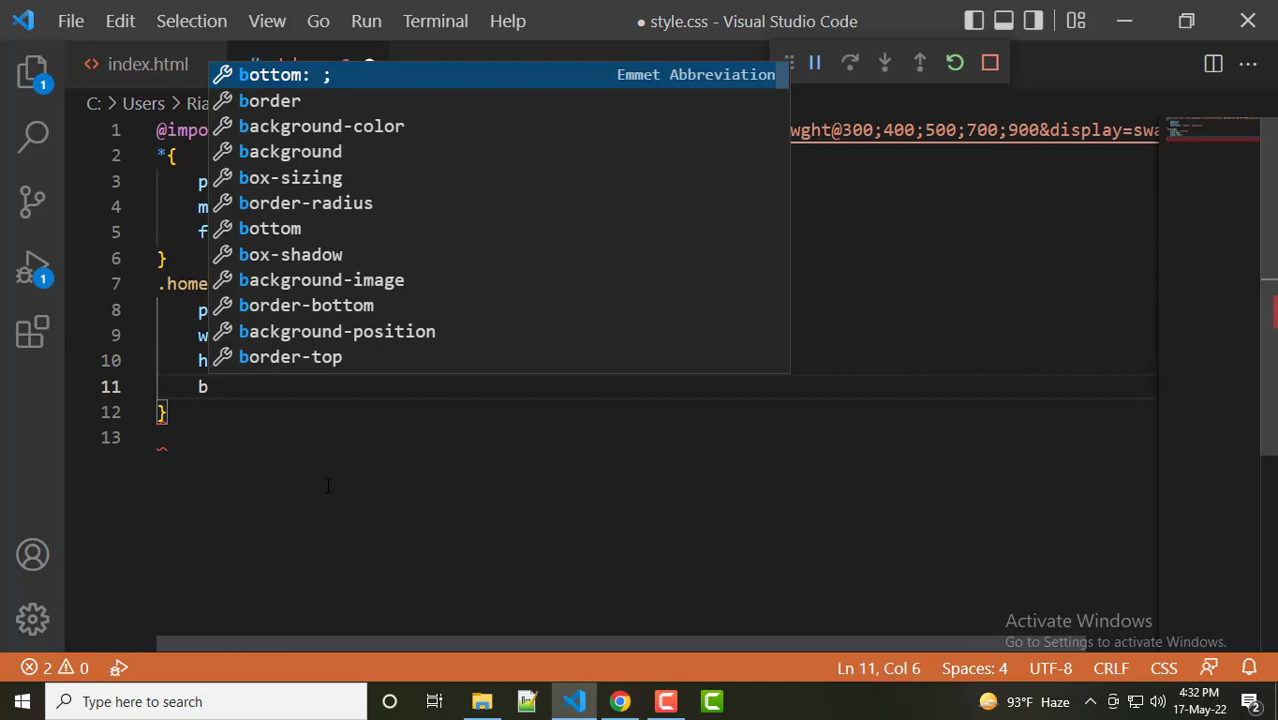 File Edit Selection View Go Run Terminal Help
● style.css - Visual Studio Code
index.html
C: > Users > Ria
bottom: ; Emmet Abbreviation
border
background-color
background
box-sizing
border-radius
bottom
box-shadow
background-image
border-bottom
background-position
border-top
1 @impo wght@300;400;500;700;900&display=swa
2 *{
3 p
4 m
5 f
6 }
7 .home
8 p
9 w
10 h
11 b
12 }
13
Activate Windows
Go to Settings to activate Windows.
2 0
Ln 11, Col 6 Spaces: 4 UTF-8 CRLF CSS
Type here to search
93°F Haze
4:32 PM
17-May-22
2
1
1